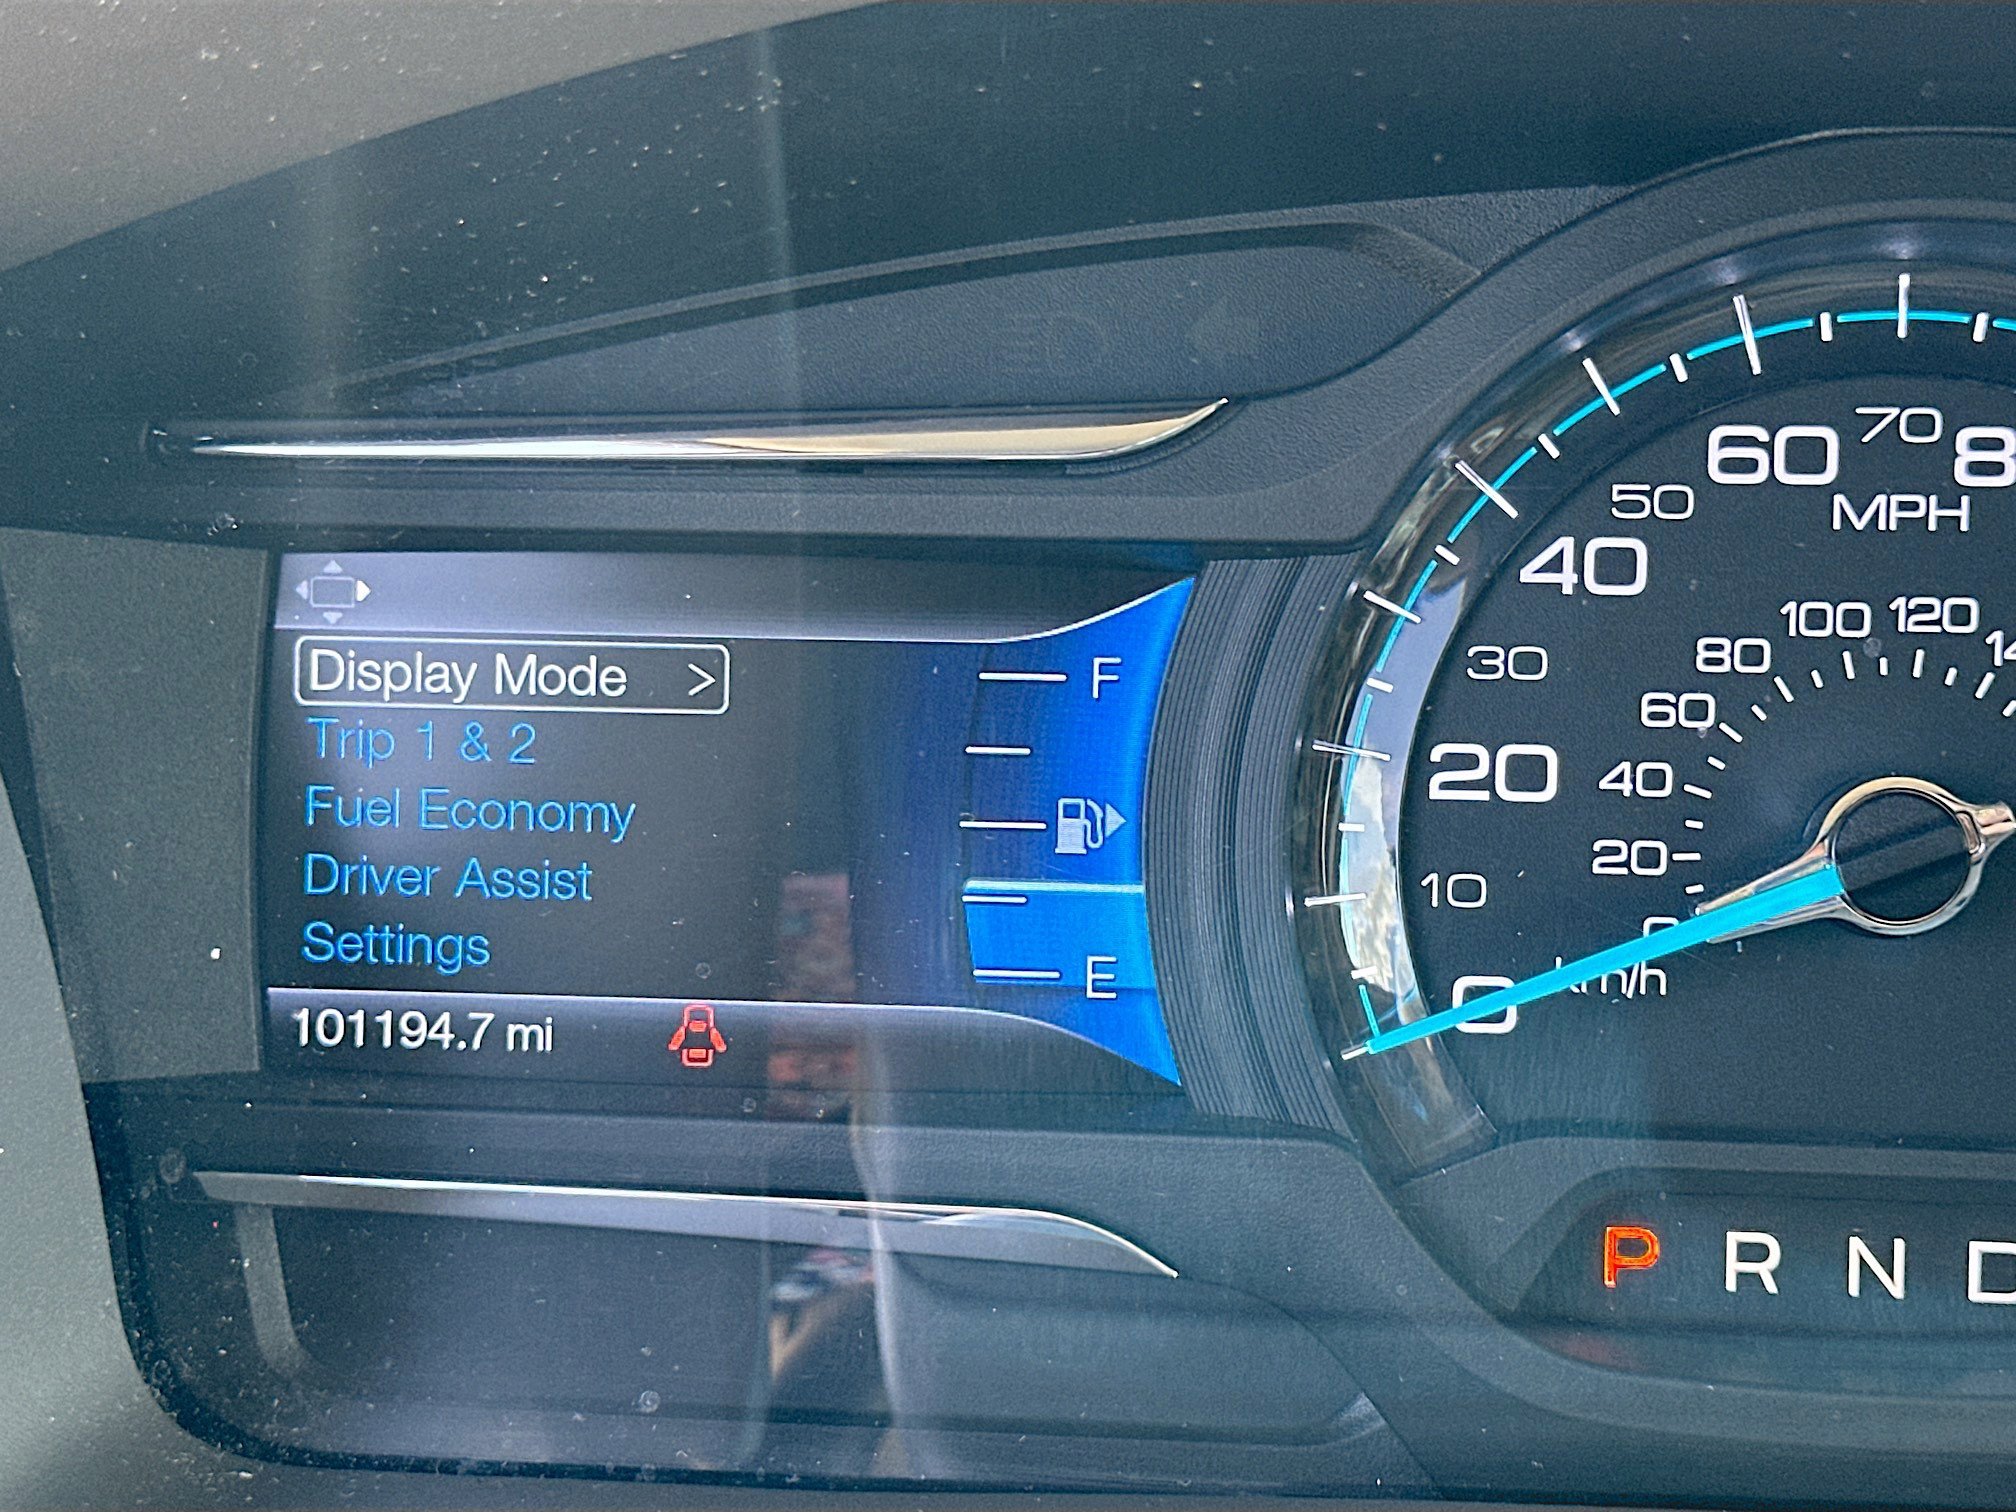 Display Mode >
Trip 1 & 2
Fuel Economy
Driver Assist
Settings
101194.7 mi
F
E
0
10
20
30
40
50
60
70
MPH
0
20
40
60
80
100
120
km/h
P R N D